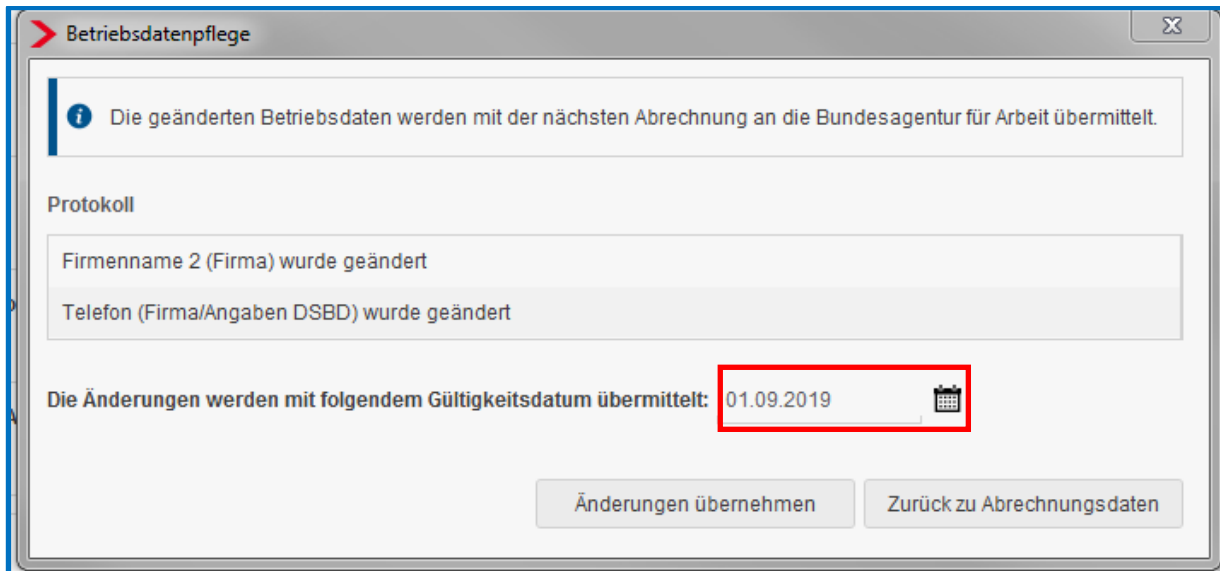 Betriebsdatenpflege
Die geänderten Betriebsdaten werden mit der nächsten Abrechnung an die Bundesagentur für Arbeit übermittelt.
Protokoll
Firmenname 2 (Firma) wurde geändert
Telefon (Firma/Angaben DSBD) wurde geändert
Die Änderungen werden mit folgendem Gültigkeitsdatum übermittelt: 01.09.2019
Änderungen übernehmen Zurück zu Abrechnungsdaten